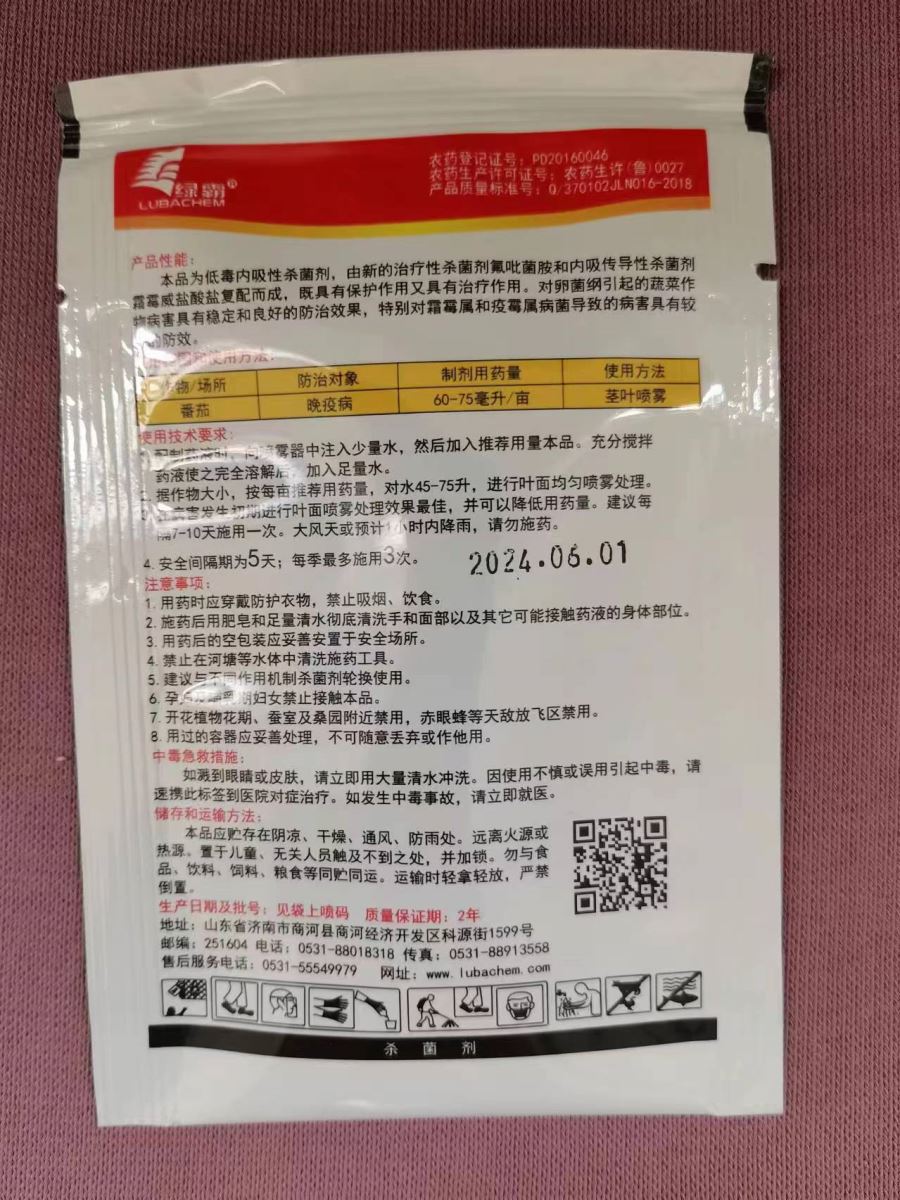 绿霸®
LUBACHEM
农药登记证号：PD20160046
农药生产许可证号：农药生许（鲁）0027
产品质量标准号：Q/370102JLN016-2018
产品性能：
本品为低毒内吸性杀菌剂，由新的治疗性杀菌剂氟吡菌胺和内吸传导性杀菌剂
霜霉威盐酸盐复配而成，既具有保护作用又具有治疗作用。对卵菌纲引起的蔬菜作
物病害具有稳定和良好的防治效果，特别对霜霉属和疫霉属病菌导致的病害具有较
的防效。
使用方法：
物/场所 防治对象 制剂用药量 使用方法
番茄 晚疫病 60-75毫升/亩 茎叶喷雾
使用技术要求：
1. 配制药液时，向喷雾器中注入少量水，然后加入推荐用量本品。充分搅拌
药液使之完全溶解后，加入足量水。
2. 据作物大小，按每亩推荐用药量，对水45-75升，进行叶面均匀喷雾处理。
3. 在病害发生初期进行叶面喷雾处理效果最佳，并可以降低用药量。建议每
隔7-10天施用一次。大风天或预计1小时内降雨，请勿施药。
4. 安全间隔期为5天；每季最多施用3次。
2024.06.01
注意事项：
1. 用药时应穿戴防护衣物，禁止吸烟、饮食。
2. 施药后用肥皂和足量清水彻底清洗手和面部以及其它可能接触药液的身体部位。
3. 用药后的空包装应妥善安置于安全场所。
4. 禁止在河塘等水体中清洗施药工具。
5. 建议与不同作用机制杀菌剂轮换使用。
6. 孕妇及哺乳期妇女禁止接触本品。
7. 开花植物花期、蚕室及桑园附近禁用，赤眼蜂等天敌放飞区禁用。
8. 用过的容器应妥善处理，不可随意丢弃或作他用。
中毒急救措施：
如溅到眼睛或皮肤，请立即用大量清水冲洗。因使用不慎或误用引起中毒，请
速携此标签到医院对症治疗。如发生中毒事故，请立即就医。
储存和运输方法：
本品应贮存在阴凉、干燥、通风、防雨处。远离火源或
热源。置于儿童、无关人员触及不到之处，并加锁。勿与食
品、饮料、饲料、粮食等同贮同运。运输时轻拿轻放，严禁
倒置。
生产日期及批号：见袋上喷码 质量保证期：2年
地址：山东省济南市商河县商河经济开发区科源街1599号
邮编：251604 电话：0531-88018318 传真：0531-88913558
售后服务电话：0531-55549979 网址：www.lubachem.com
杀菌剂